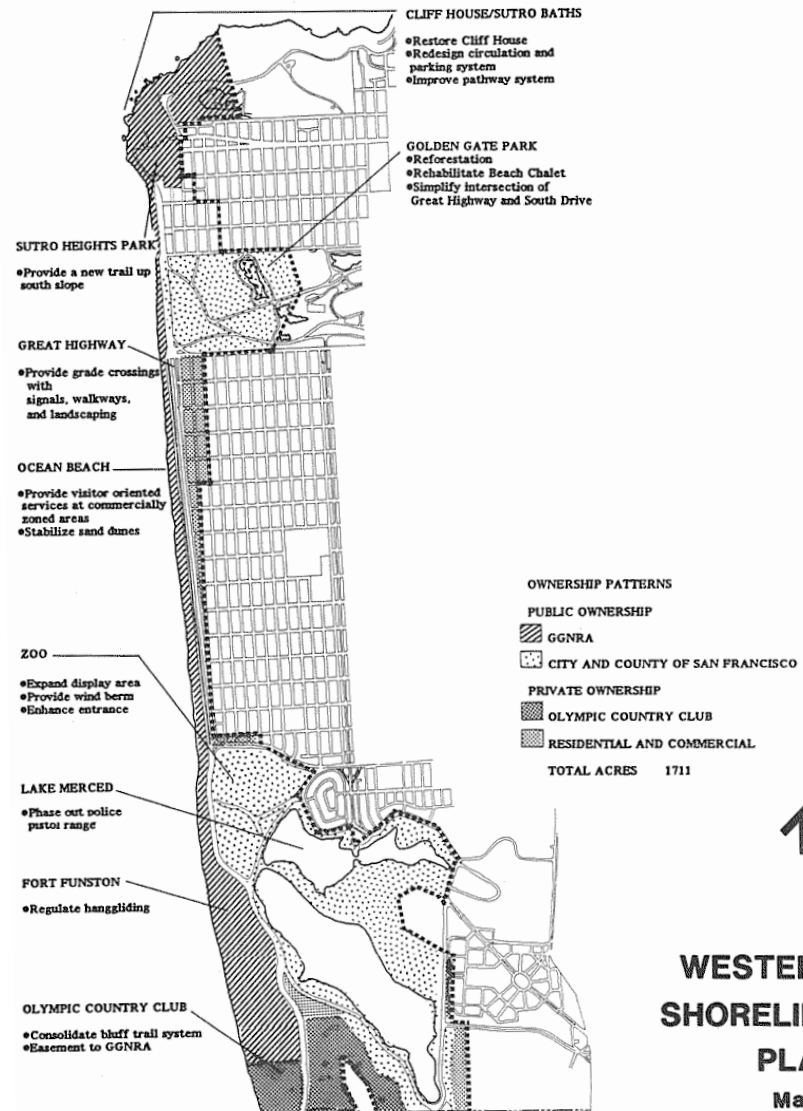 CLIFF HOUSE/SUTRO BATHS
•Restore Cliff House
•Redesign circulation and
parking system
•Improve pathway system
GOLDEN GATE PARK
•Reforestation
•Rehabilitate Beach Chalet
•Simplify intersection of
Great Highway and South Drive
SUTRO HEIGHTS PARK
•Provide a new trail up
south slope
GREAT HIGHWAY
•Provide grade crossings
with
signals, walkways,
and landscaping
OCEAN BEACH
•Provide visitor oriented
services at commercially
zoned areas
•Stabilize sand dunes
OWNERSHIP PATTERNS
PUBLIC OWNERSHIP
GGNRA
CITY AND COUNTY OF SAN FRANCISCO
PRIVATE OWNERSHIP
OLYMPIC COUNTRY CLUB
RESIDENTIAL AND COMMERCIAL
TOTAL ACRES 1711
ZOO
•Expand display area
•Provide wind berm
•Enhance entrance
LAKE MERCED
•Phase out police
pistol range
FORT FUNSTON
•Regulate hanggliding
OLYMPIC COUNTRY CLUB
•Consolidate bluff trail system
•Easement to GGNRA
WESTE
SHORELI
PLA
Ma